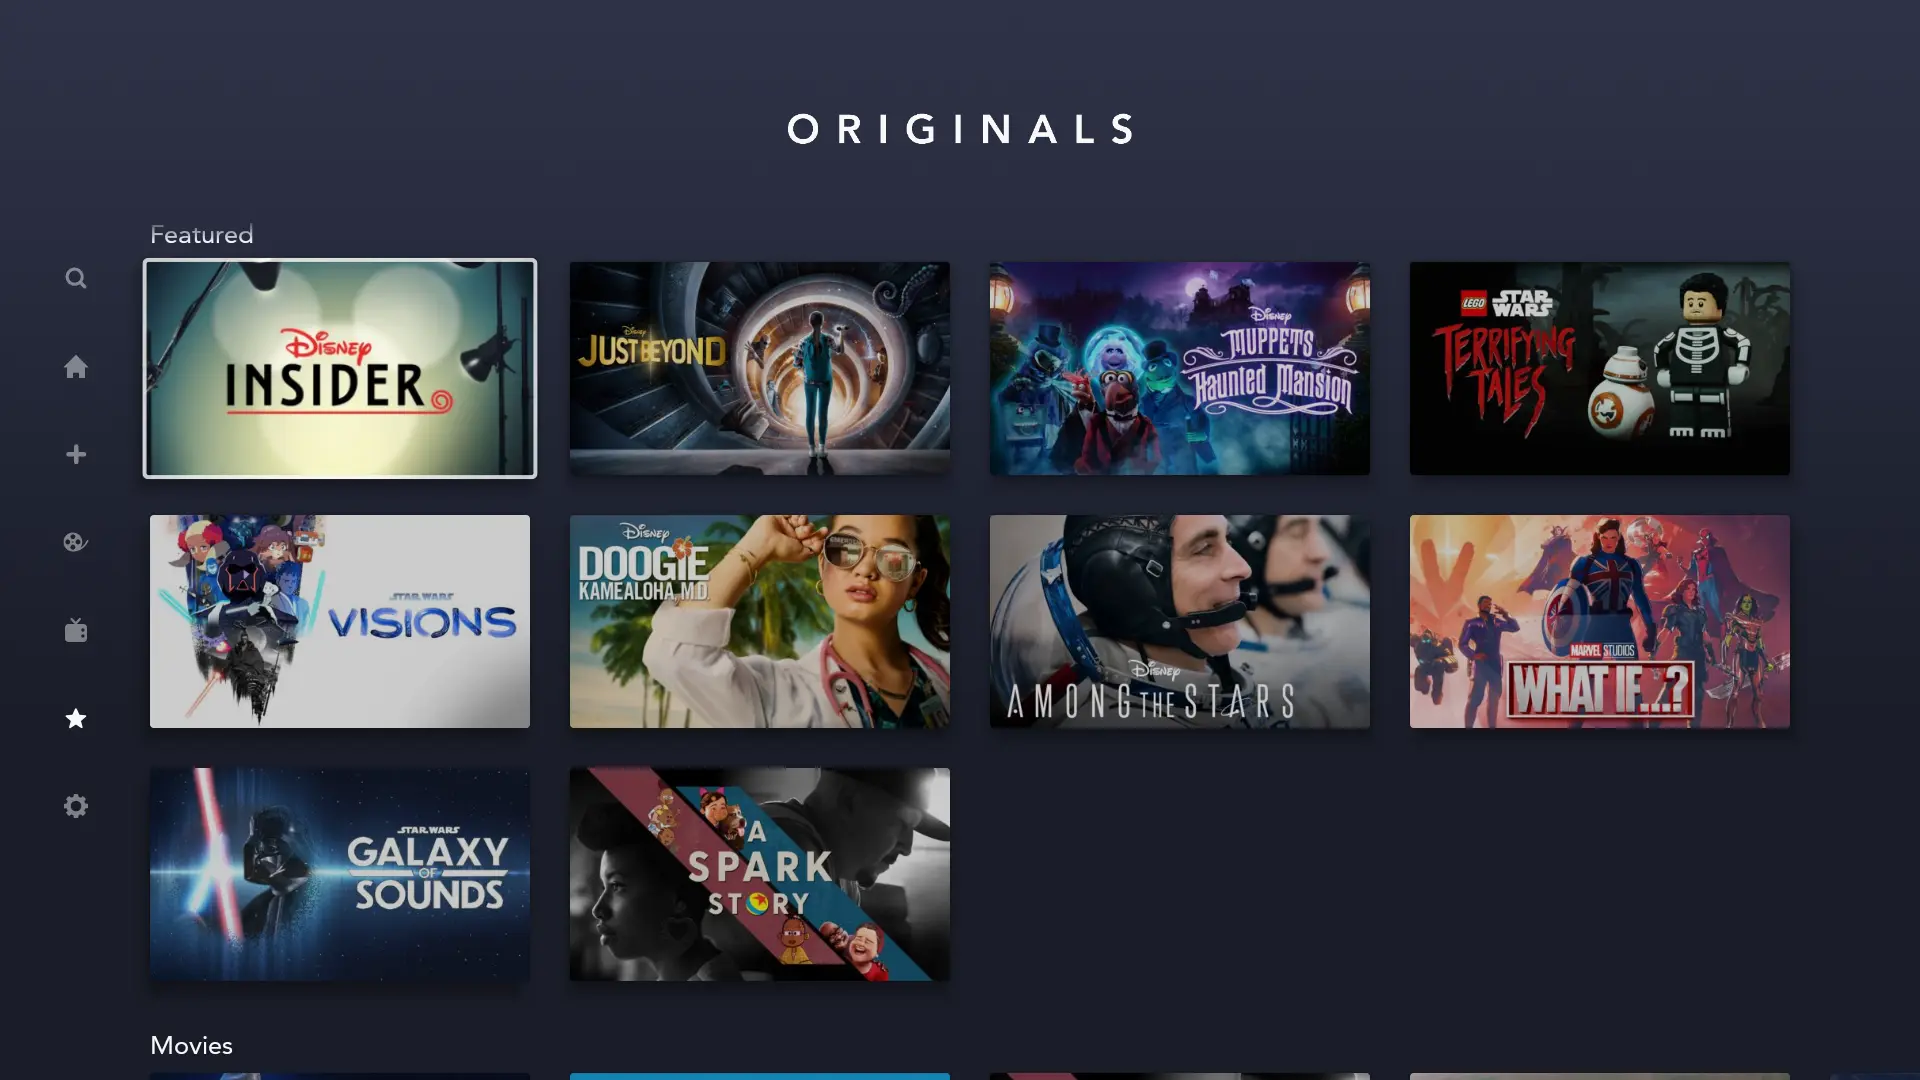 ORIGINALS
Featured
Disney
INSIDER
Disney
JUST BEYOND
Disney
MUPPETS
Haunted Mansion
LEGO STAR WARS
TERRIFYING
TALES
STAR WARS
VISIONS
Disney
DOOGIE
KAMEALOHA, M.D.
Disney
AMONG THE STARS
MARVEL STUDIOS
WHAT IF...?
STAR WARS
GALAXY
OF
SOUNDS
A
SPARK
STORY
Movies